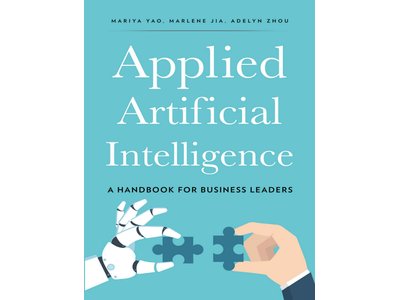 MARIYA YAO, MARLENE JIA, ADELYN ZHOU
Applied
Artificial
Intelligence
A HANDBOOK FOR BUSINESS LEADERS